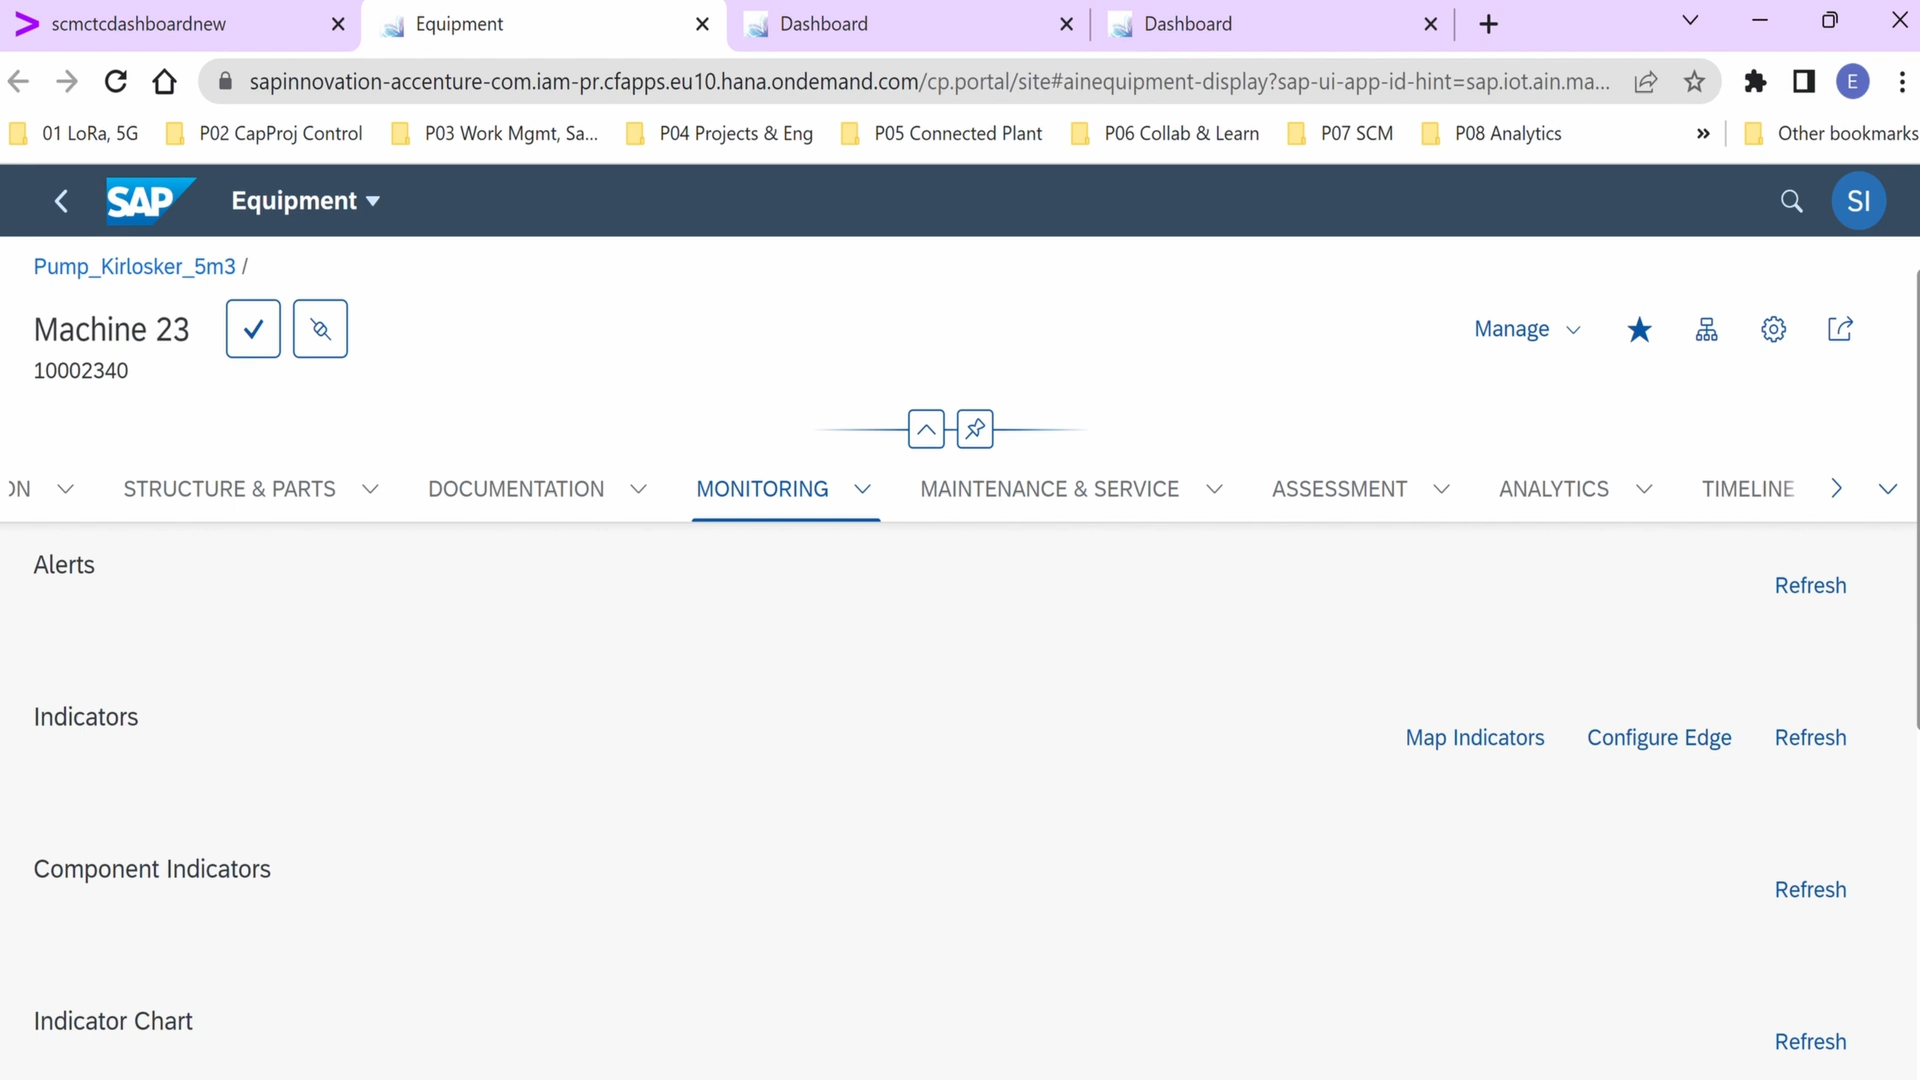 scmctcdashboardnew
Equipment
Dashboard
Dashboard
sapinnovation-accenture-com.iam-pr.cfapps.eu10.hana.ondemand.com/cp.portal/site#ainequipment-display?sap-ui-app-id-hint=sap.iot.ain.ma...
E
01 LoRa, 5G
P02 CapProj Control
P03 Work Mgmt, Sa...
P04 Projects & Eng
P05 Connected Plant
P06 Collab & Learn
P07 SCM
P08 Analytics
Other bookmarks
SAP
Equipment
SI
Pump_Kirlosker_5m3 /
Machine 23
Manage
10002340
ON
STRUCTURE & PARTS
DOCUMENTATION
MONITORING
MAINTENANCE & SERVICE
ASSESSMENT
ANALYTICS
TIMELINE
Alerts
Refresh
Indicators
Map Indicators
Configure Edge
Refresh
Component Indicators
Refresh
Indicator Chart
Refresh